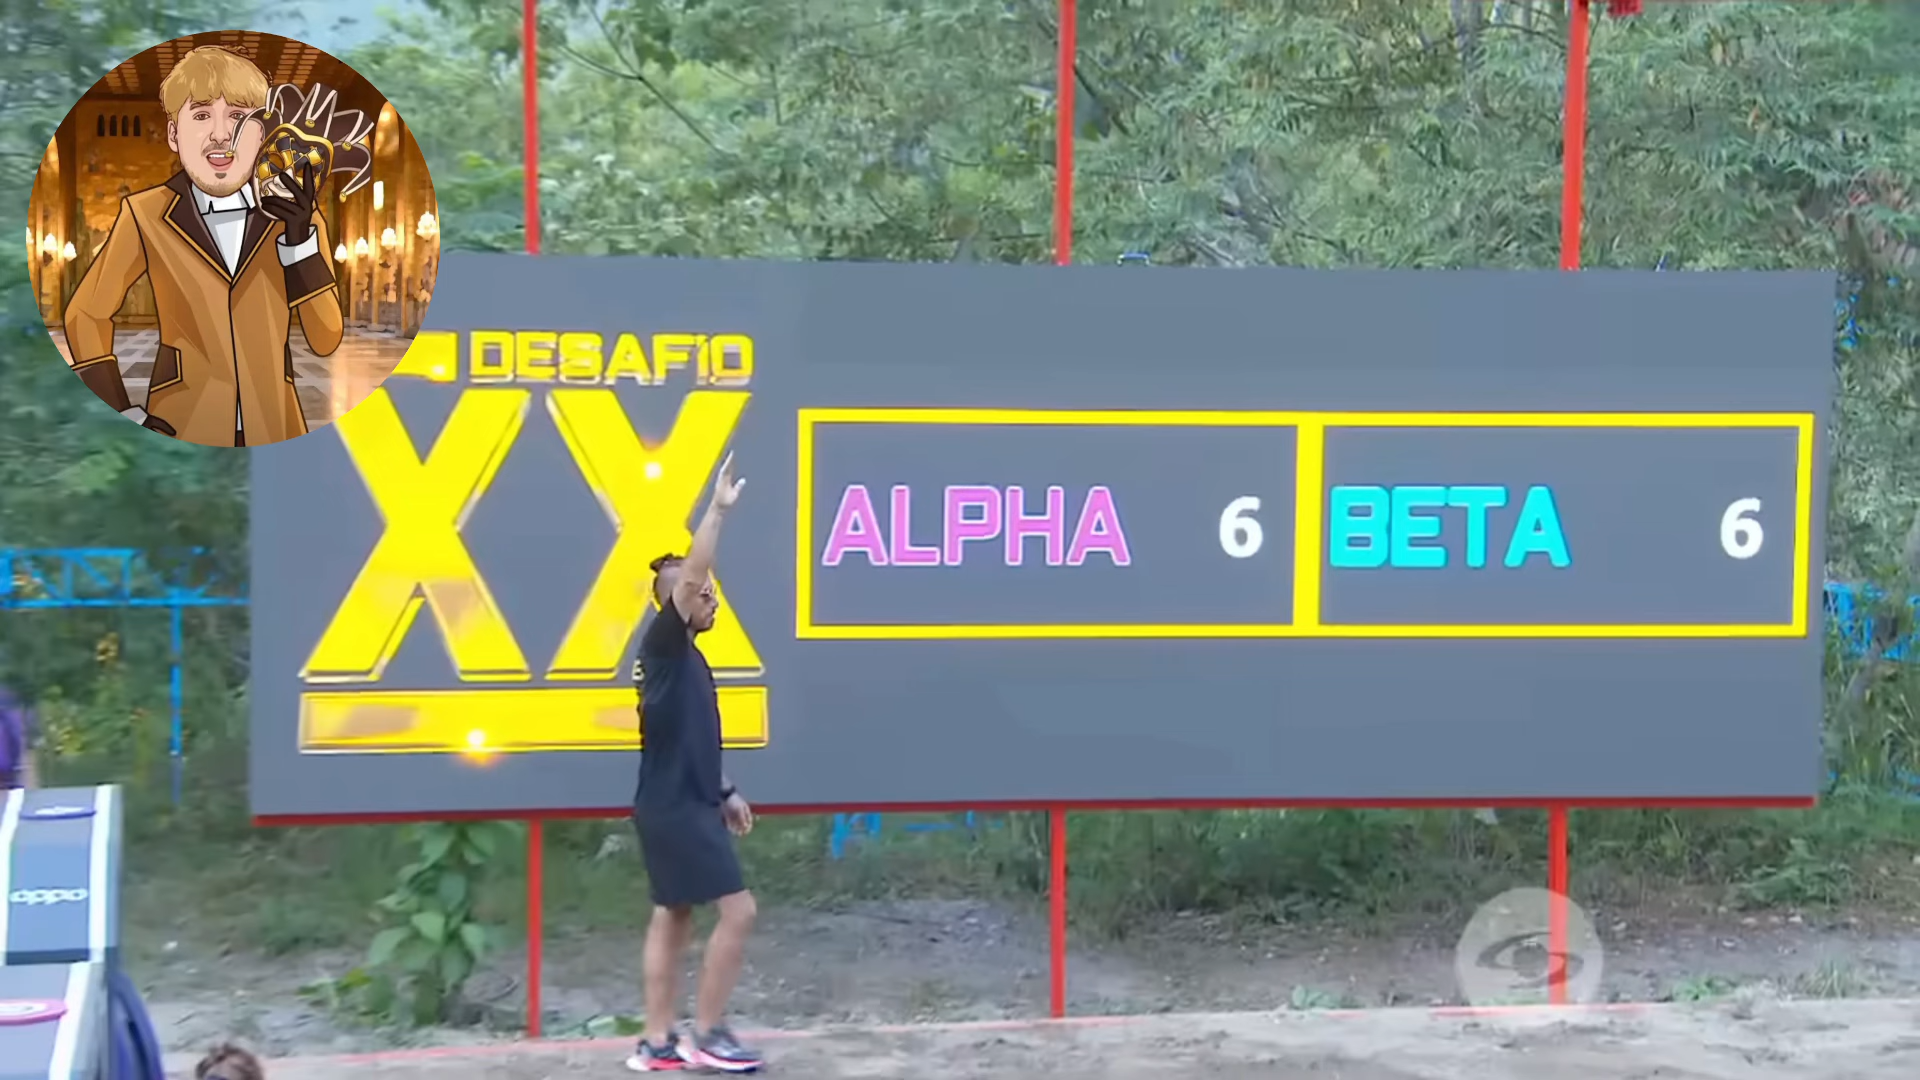 DESAFIO
XX
ALPHA 6
BETA 6
oppo